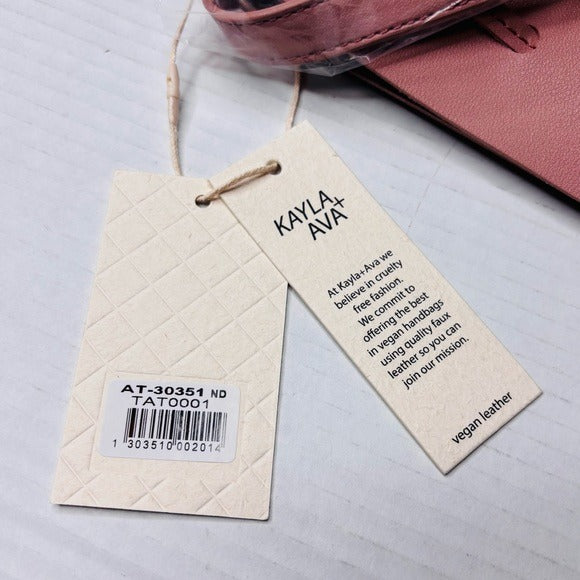 KAYLA+
AVA
At Kayla+Ava we
believe in cruelty
free fashion.
We commit to
offering the best
in vegan handbags
using quality faux
leather so you can
join our mission.
vegan leather
AT-30351 ND
TAT0001
1 303510 002014